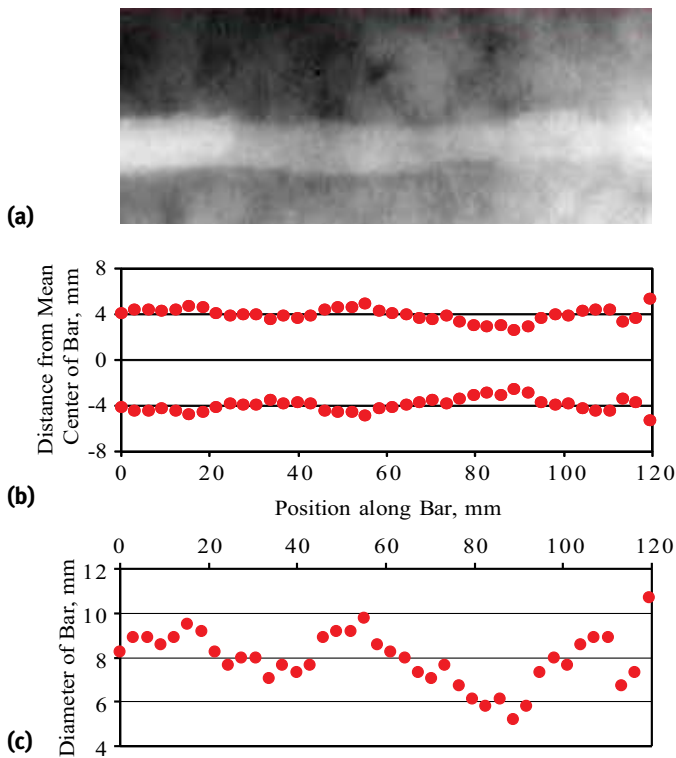 (a)
8
4
0
-4
-8
Distance from Mean
Center of Bar, mm
0 20 40 60 80 100 120
(b)
Position along Bar, mm
0 20 40 60 80 100 120
12
10
8
6
4
Diameter of Bar, mm
(c)